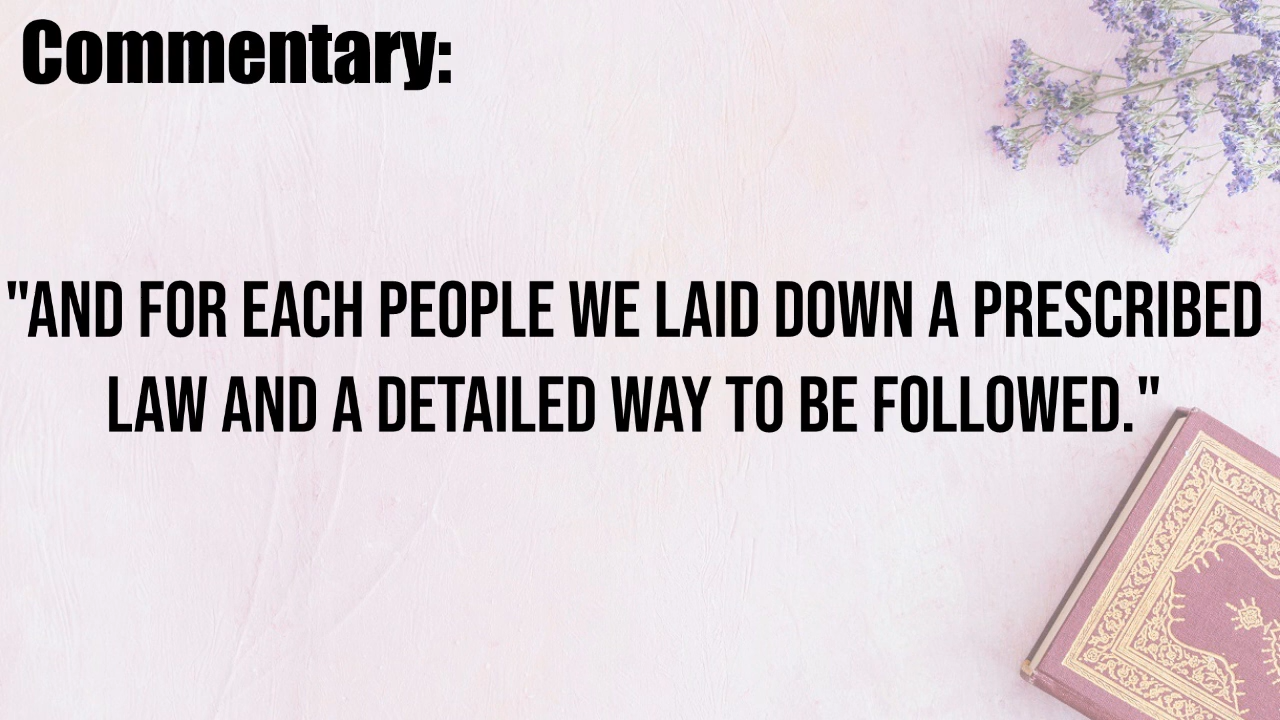 Commentary:
"AND FOR EACH PEOPLE WE LAID DOWN A PRESCRIBED
LAW AND A DETAILED WAY TO BE FOLLOWED."